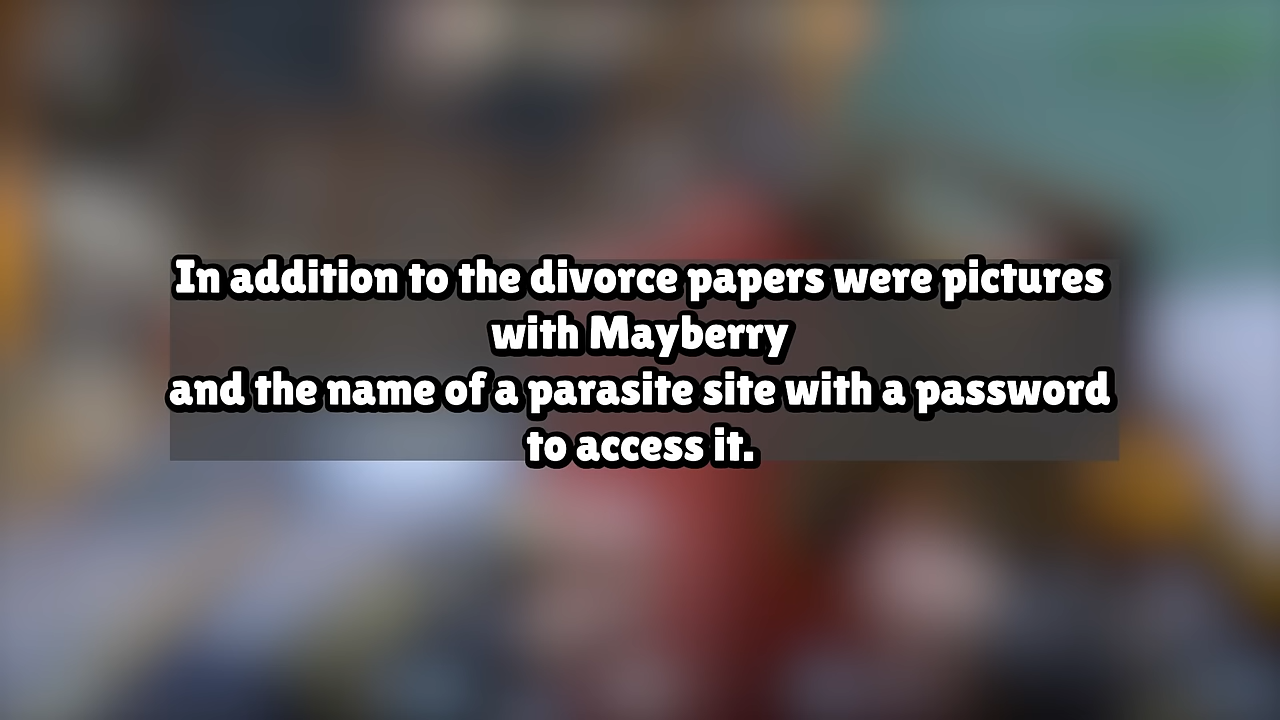 In addition to the divorce papers were pictures
with Mayberry
and the name of a parasite site with a password
to access it.